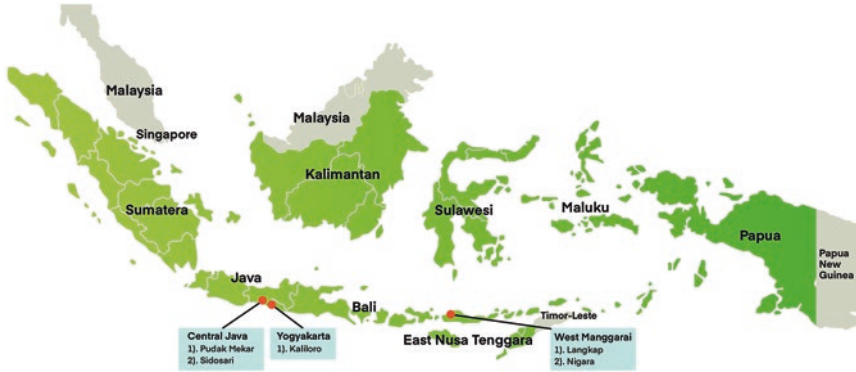 Malaysia
Singapore
Malaysia
Kalimantan
Sumatera
Sulawesi
Maluku
Papua
Papua
New
Guinea
Java
Bali
Timor-Leste
East Nusa Tenggara
Central Java
1). Pudak Mekar
2). Sidosari
Yogyakarta
1). Kaliloro
West Manggarai
1). Langkap
2). Nigara